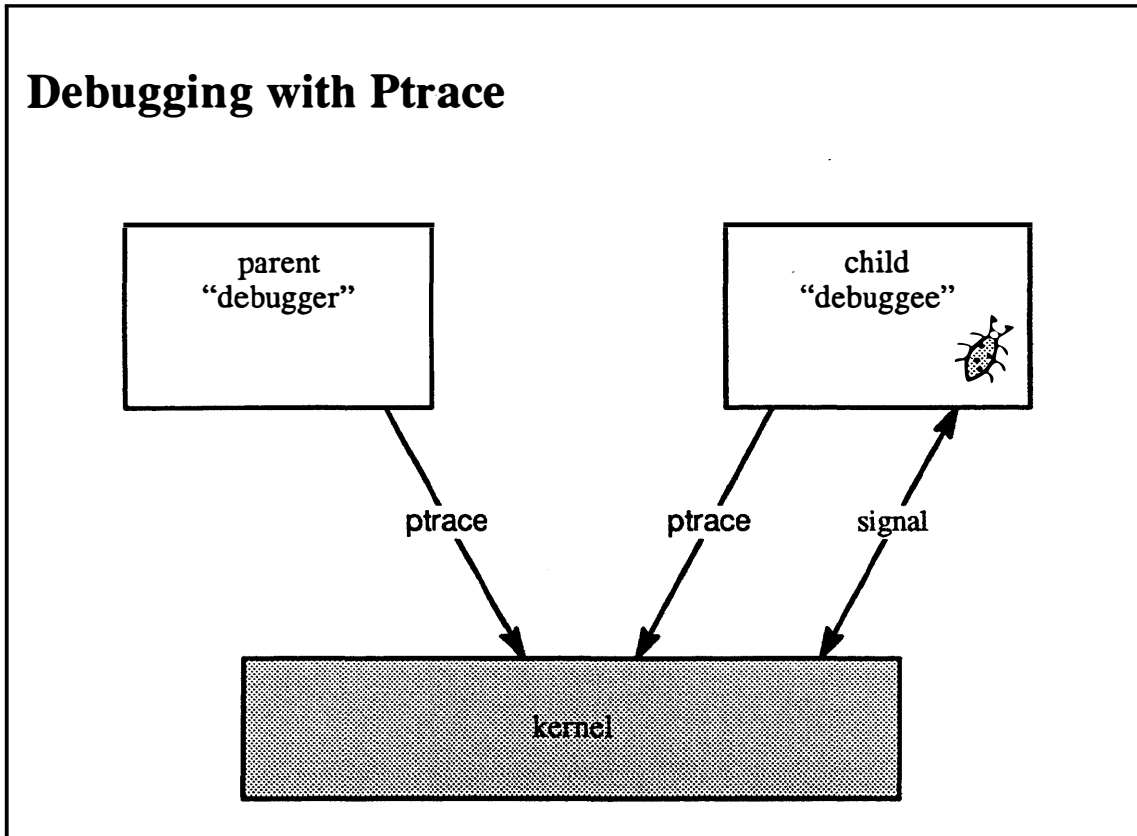 Debugging with Ptrace
parent
“debugger”
child
“debuggee”
ptrace
ptrace
signal
kernel